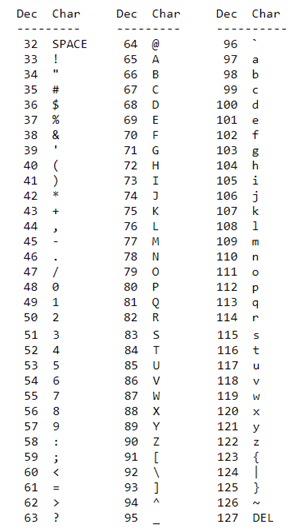 Dec Char Dec Char Dec Char
--------- --------- ---------
32 SPACE 64 @ 96 `
33 ! 65 A 97 a
34 " 66 B 98 b
35 # 67 C 99 c
36 $ 68 D 100 d
37 % 69 E 101 e
38 & 70 F 102 f
39 ' 71 G 103 g
40 ( 72 H 104 h
41 ) 73 I 105 i
42 * 74 J 106 j
43 + 75 K 107 k
44 , 76 L 108 l
45 - 77 M 109 m
46 . 78 N 110 n
47 / 79 O 111 o
48 0 80 P 112 p
49 1 81 Q 113 q
50 2 82 R 114 r
51 3 83 S 115 s
52 4 84 T 116 t
53 5 85 U 117 u
54 6 86 V 118 v
55 7 87 W 119 w
56 8 88 X 120 x
57 9 89 Y 121 y
58 : 90 Z 122 z
59 ; 91 [ 123 {
60 < 92 \ 124 |
61 = 93 ] 125 }
62 > 94 ^ 126 ~
63 ? 95 _ 127 DEL